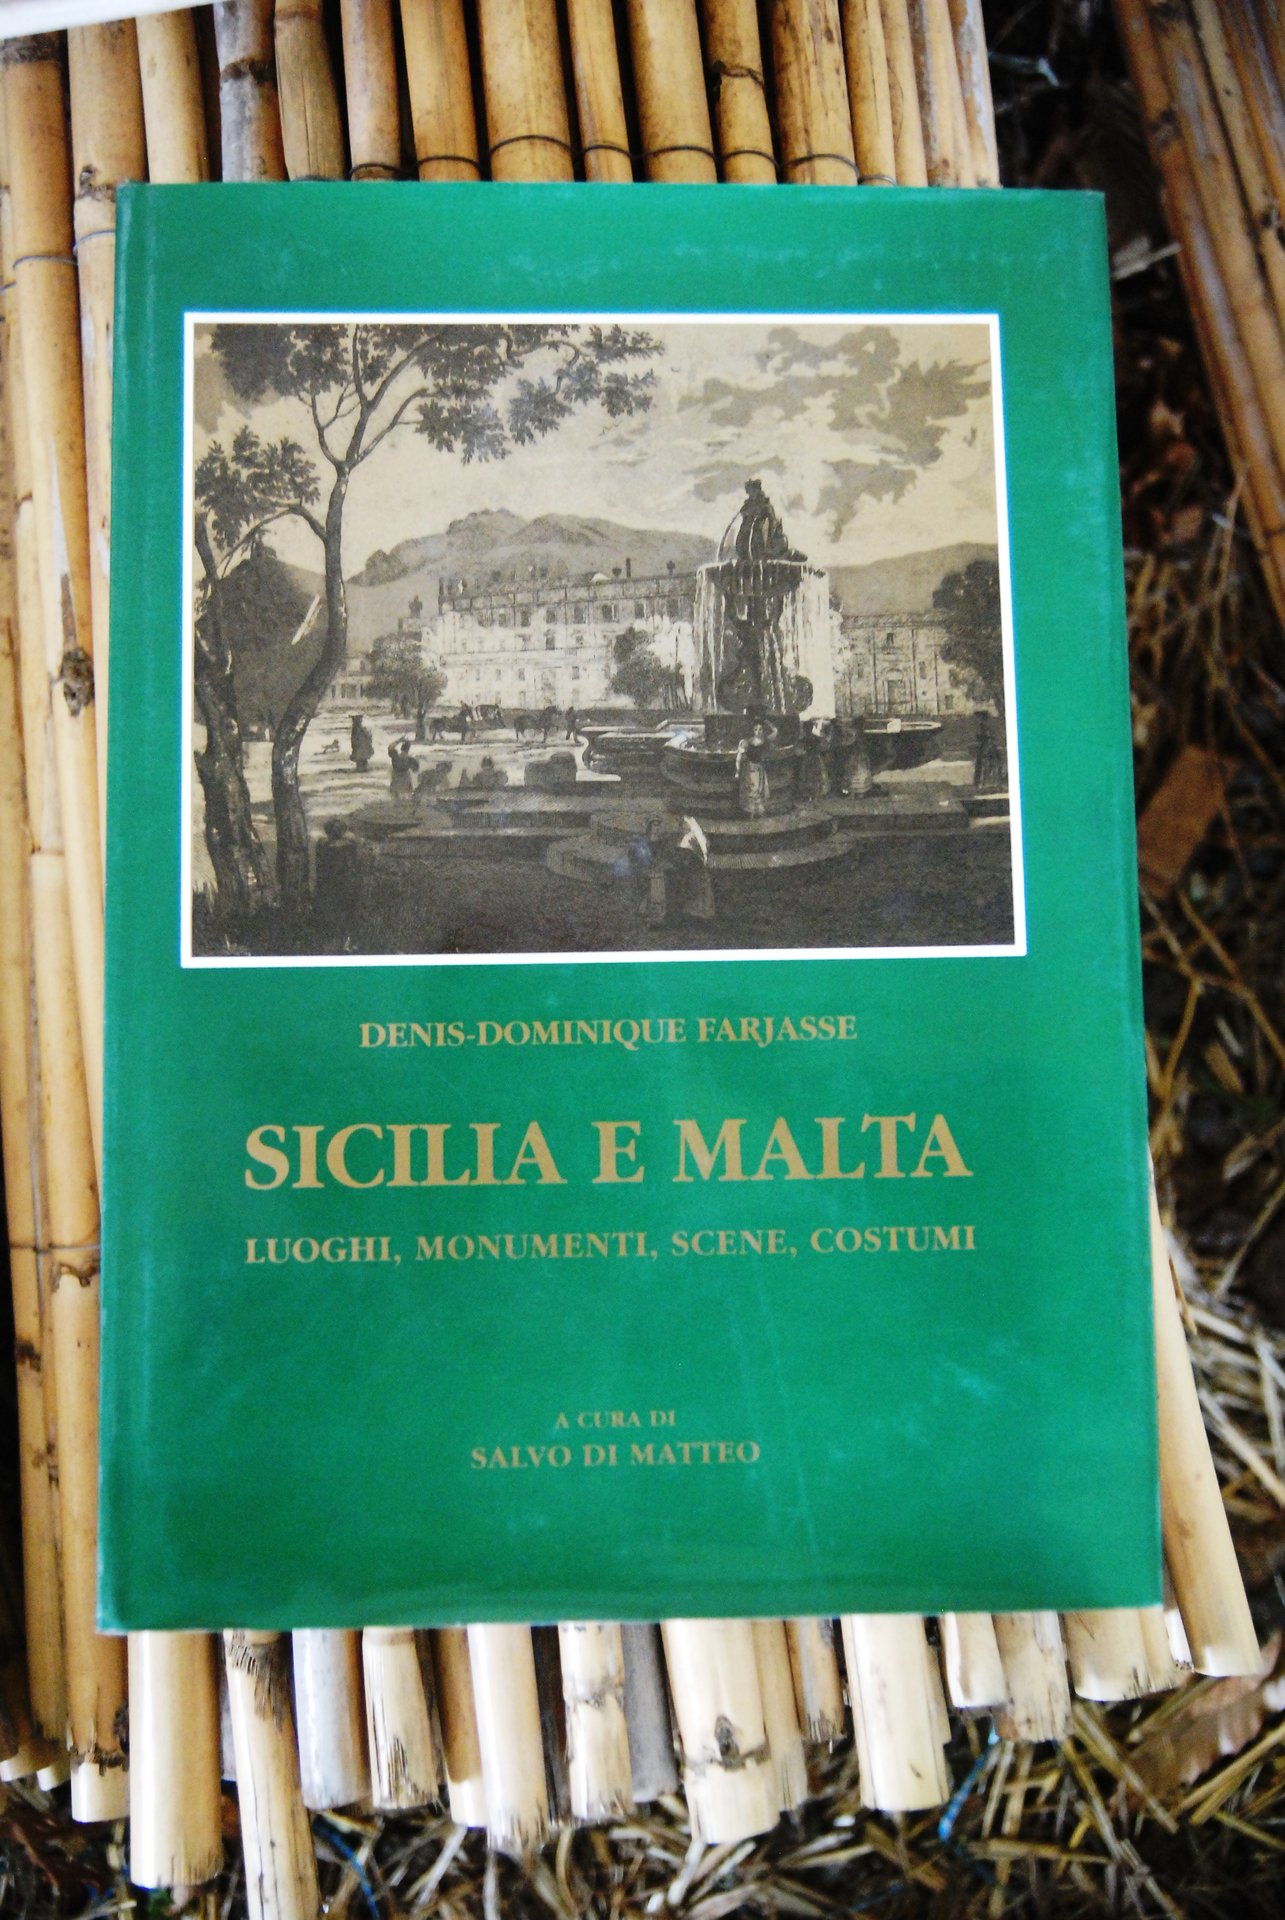 DENIS-DOMINIQUE FARJASSE
SICILIA E MALTA
LUOGHI, MONUMENTI, SCENE, COSTUMI
A CURA DI
SALVO DI MATTEO